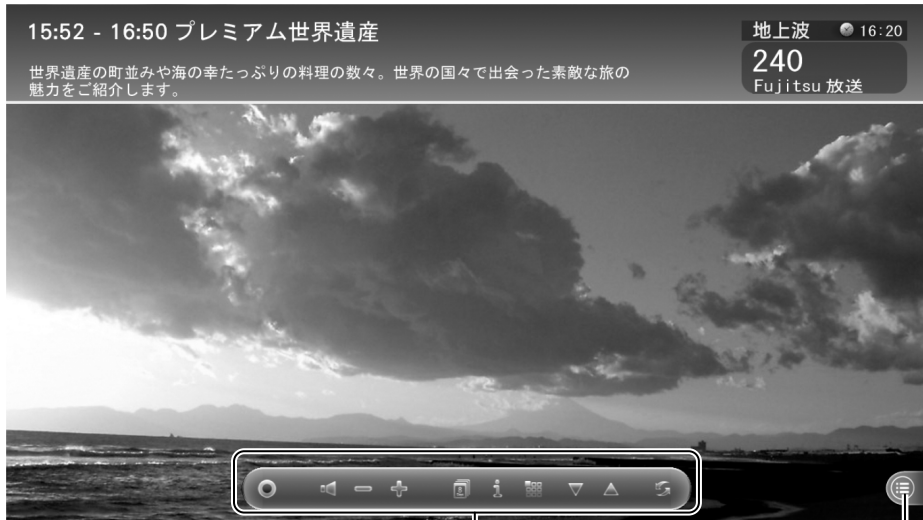 15:52 - 16:50 プレミアム世界遺産
世界遺産の町並みや海の幸たっぷりの料理の数々。世界の国々で出会った素敵な旅の
魅力をご紹介します。
地上波 16:20
240
Fujitsu 放送